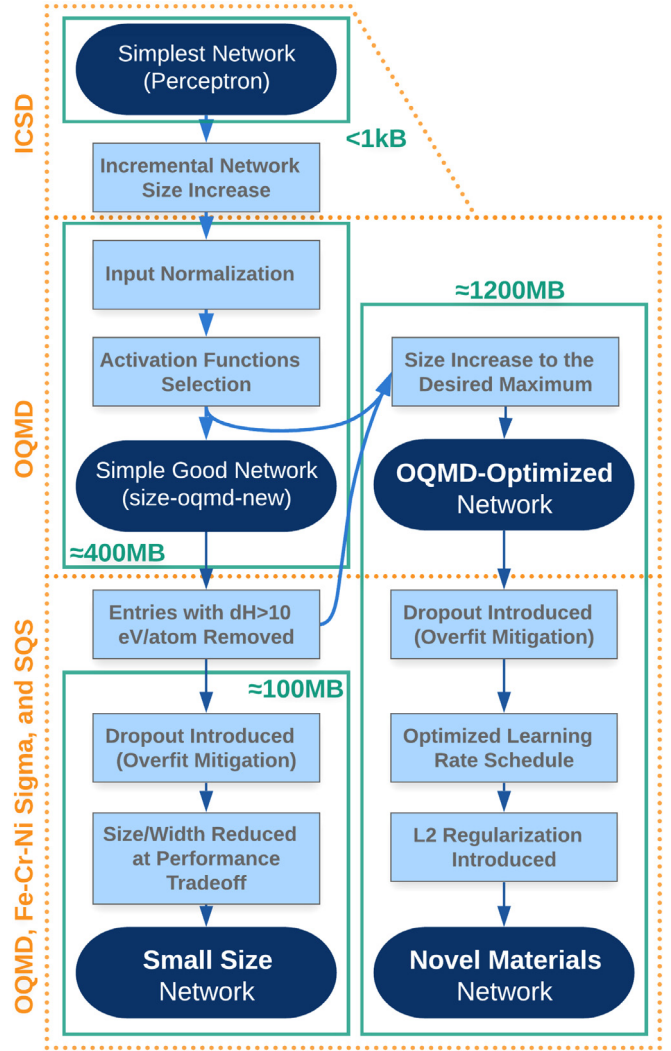 ICSD
Simplest Network
(Perceptron)
<1kB
Incremental Network
Size Increase
OQMD
Input Normalization
Activation Functions
Selection
Simple Good Network
(size-oqmd-new)
≈400MB
≈1200MB
Size Increase to the
Desired Maximum
OQMD-Optimized
Network
OQMD, Fe-Cr-Ni Sigma, and SQS
Entries with dH>10
eV/atom Removed
≈100MB
Dropout Introduced
(Overfit Mitigation)
Size/Width Reduced
at Performance
Tradeoff
Small Size
Network
Dropout Introduced
(Overfit Mitigation)
Optimized Learning
Rate Schedule
L2 Regularization
Introduced
Novel Materials
Network